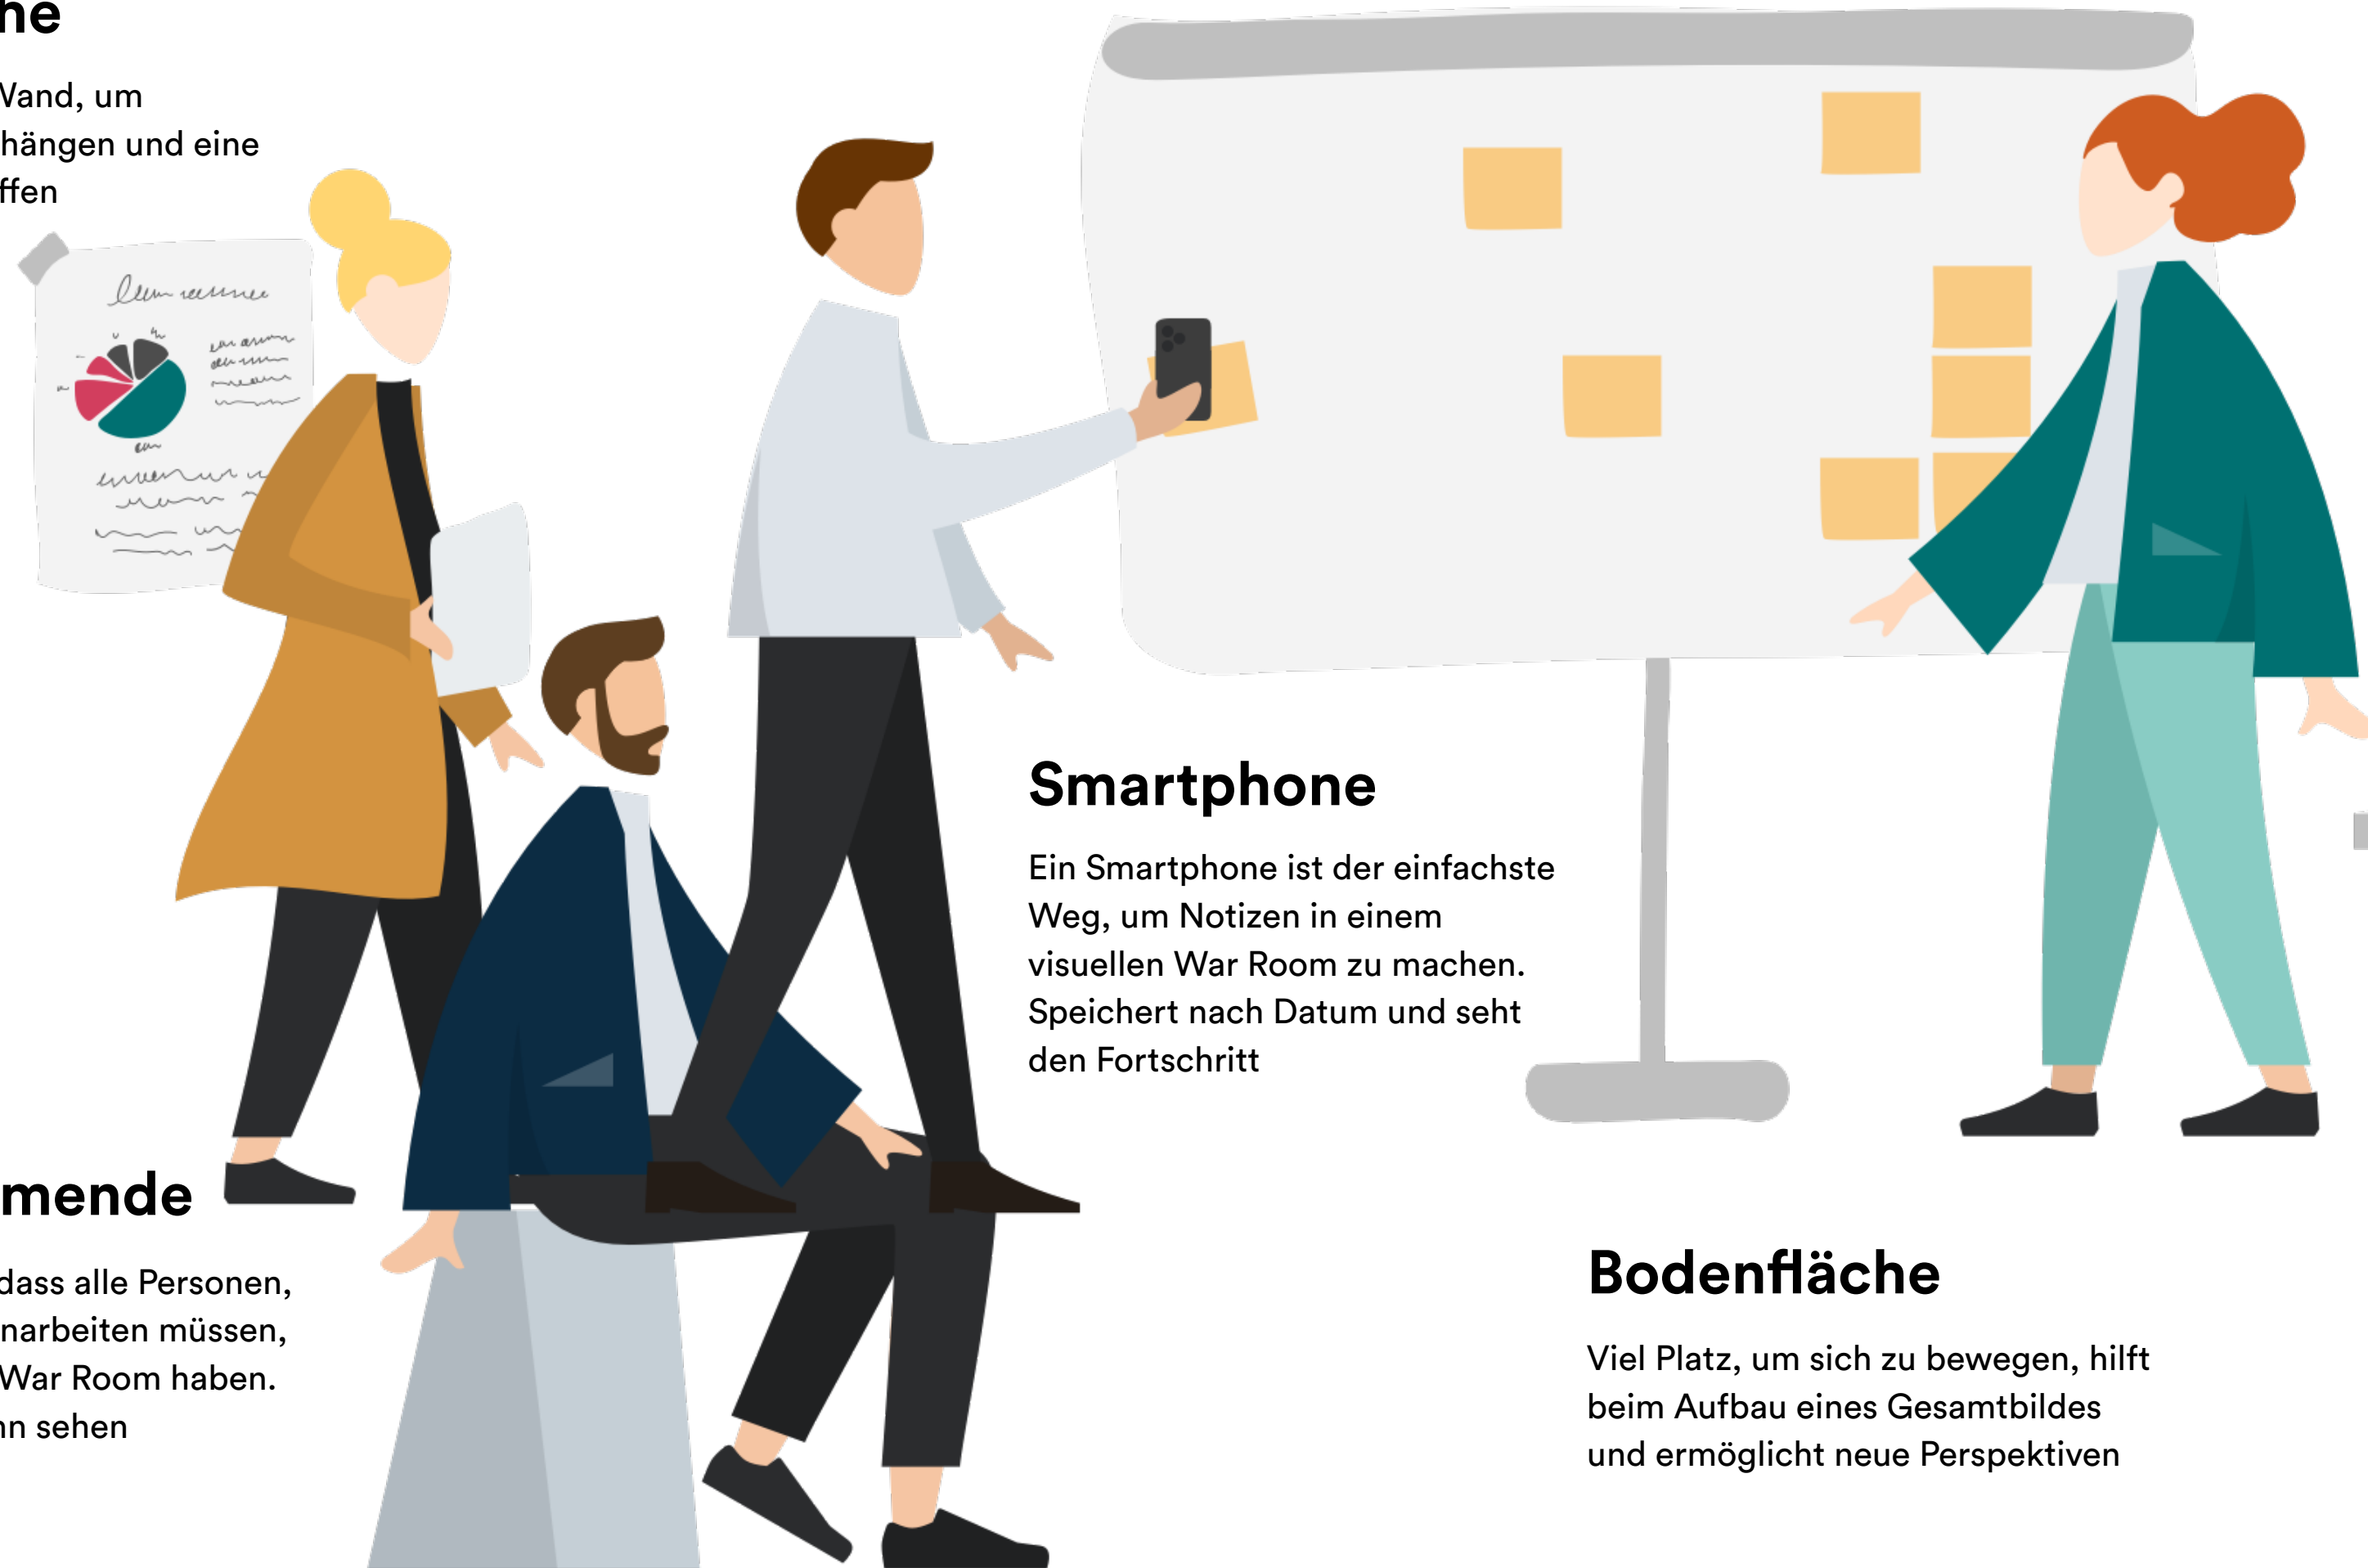 he
Wand, um
hängen und eine
ffen
Smartphone
Ein Smartphone ist der einfachste
Weg, um Notizen in einem
visuellen War Room zu machen.
Speichert nach Datum und seht
den Fortschritt
mende
dass alle Personen,
narbeiten müssen,
War Room haben.
nn sehen
Bodenfläche
Viel Platz, um sich zu bewegen, hilft
beim Aufbau eines Gesamtbildes
und ermöglicht neue Perspektiven